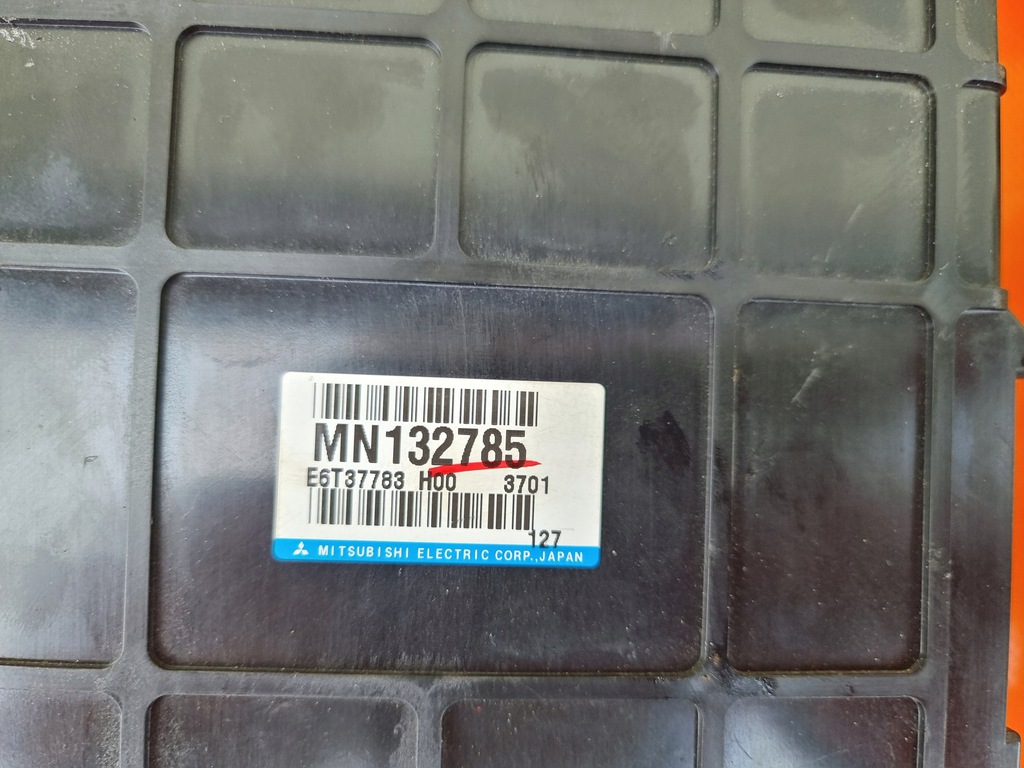 MN132785
E6T37783 H00 3701
127
MITSUBISHI ELECTRIC CORP., JAPAN